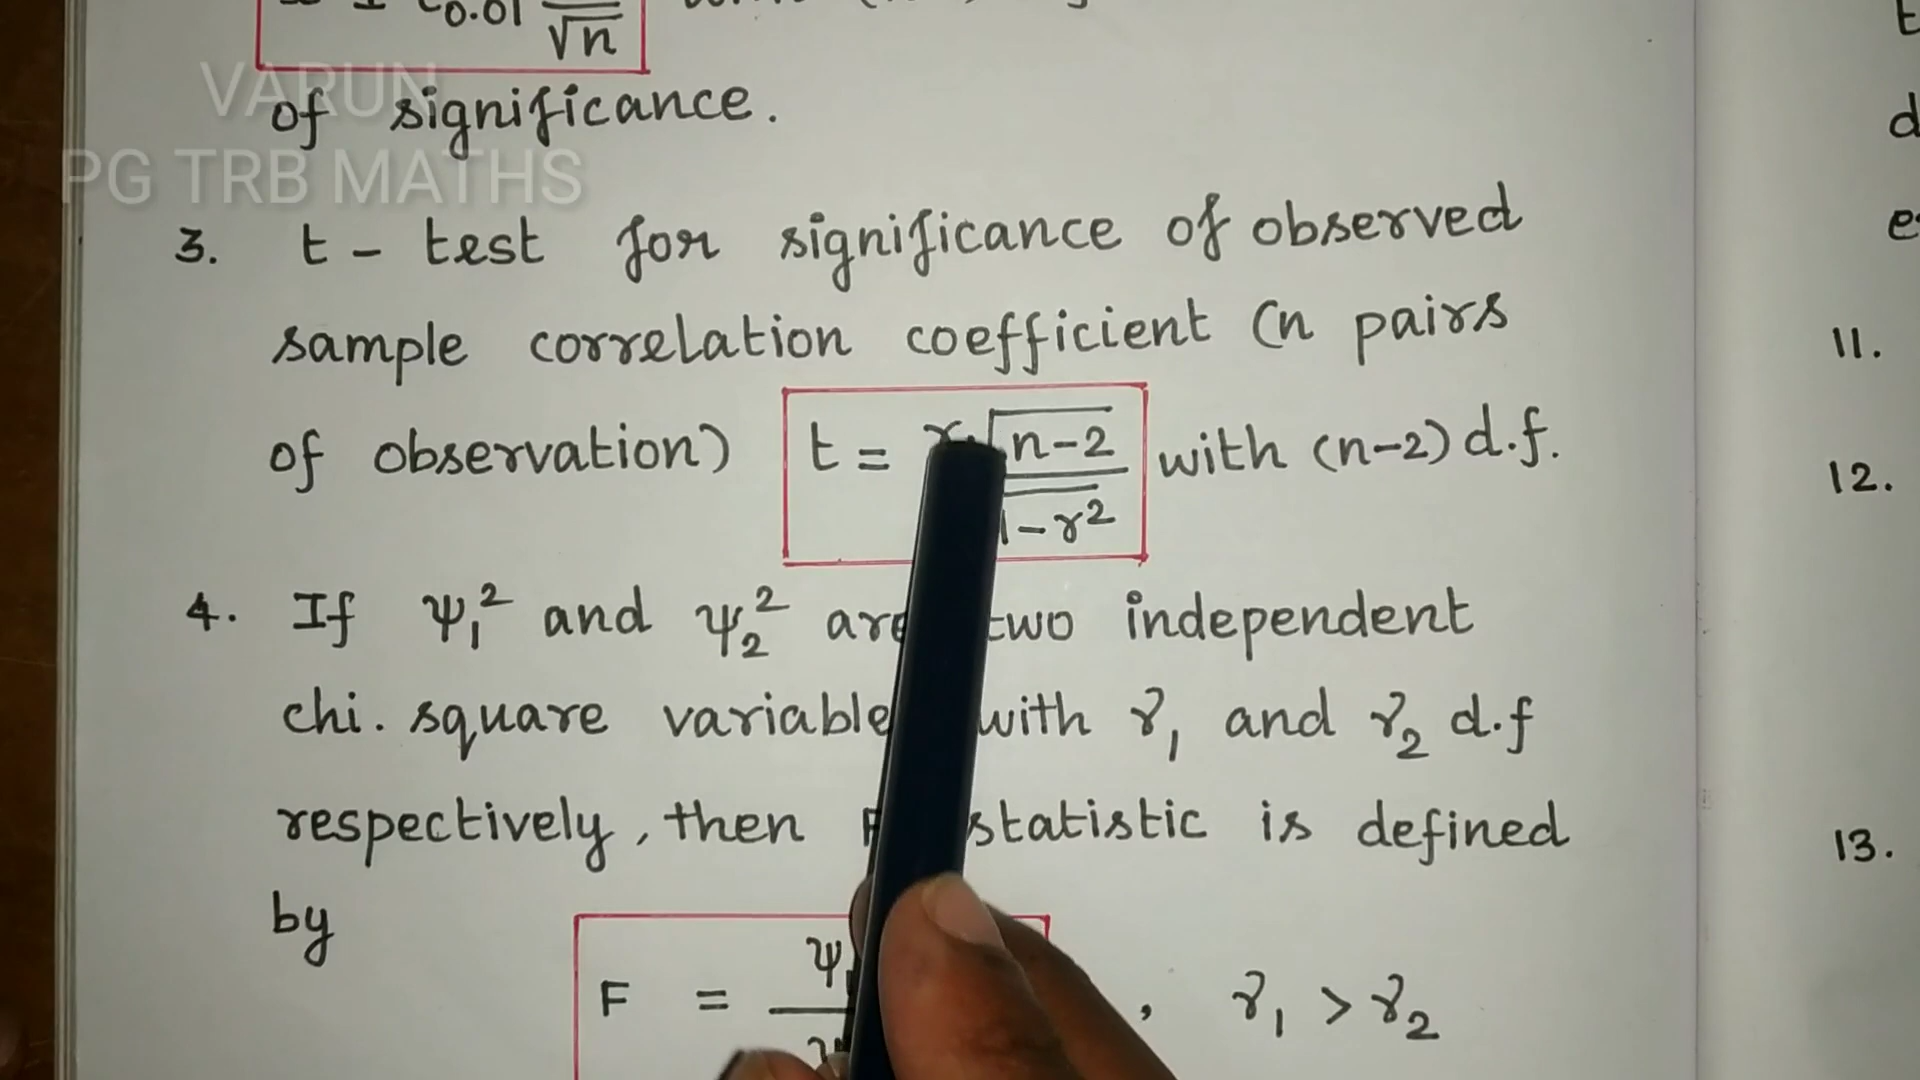 √n
of significance.
VARUN
PG TRB MATHS
3. t - test for significance of observed
sample correlation coefficient (n pairs
of observation) t = r.√n-2 / 1-r² with (n-2) d.f.
4. If ψ₁² and ψ₂² are two independent
chi. square variable with γ₁ and γ₂ d.f
respectively, then F statistic is defined
by
F = ψ , γ₁ > γ₂
11.
12.
13.